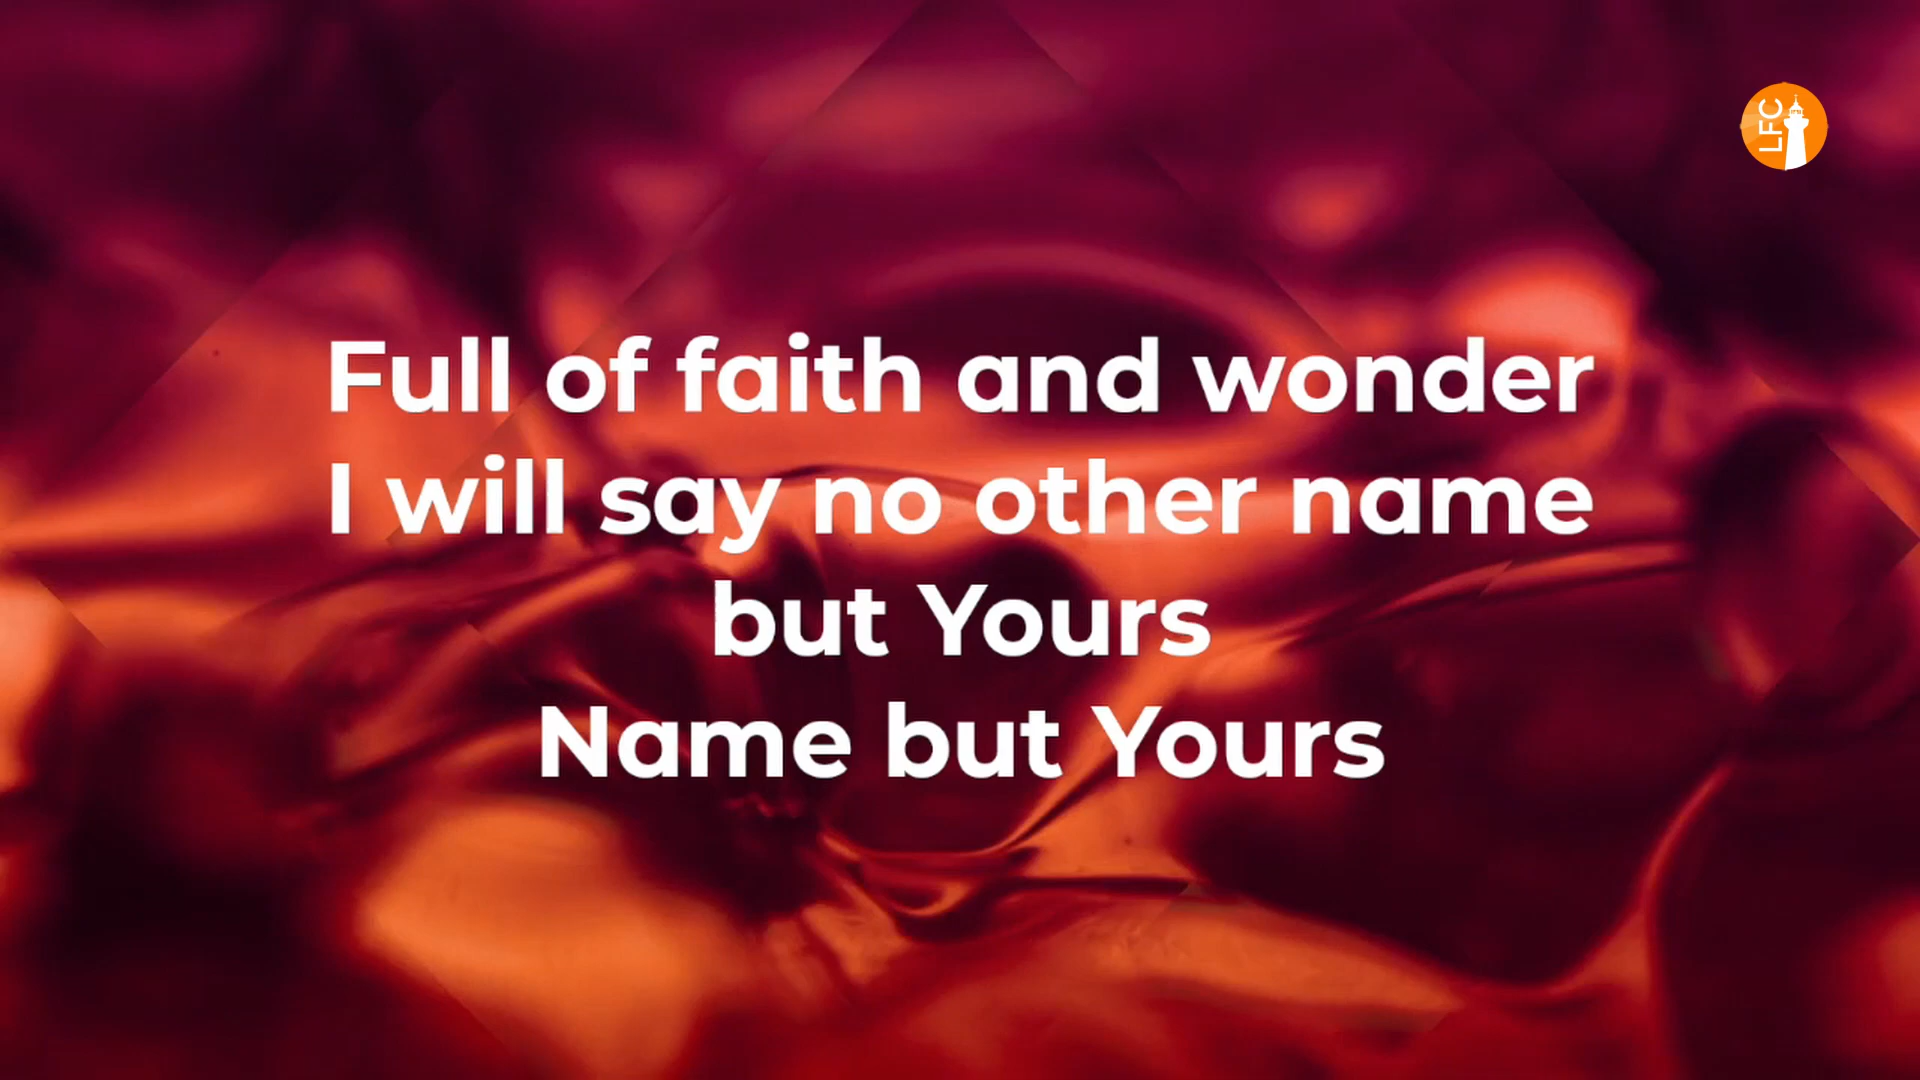 LFC
Full of faith and wonder
I will say no other name
but Yours
Name but Yours